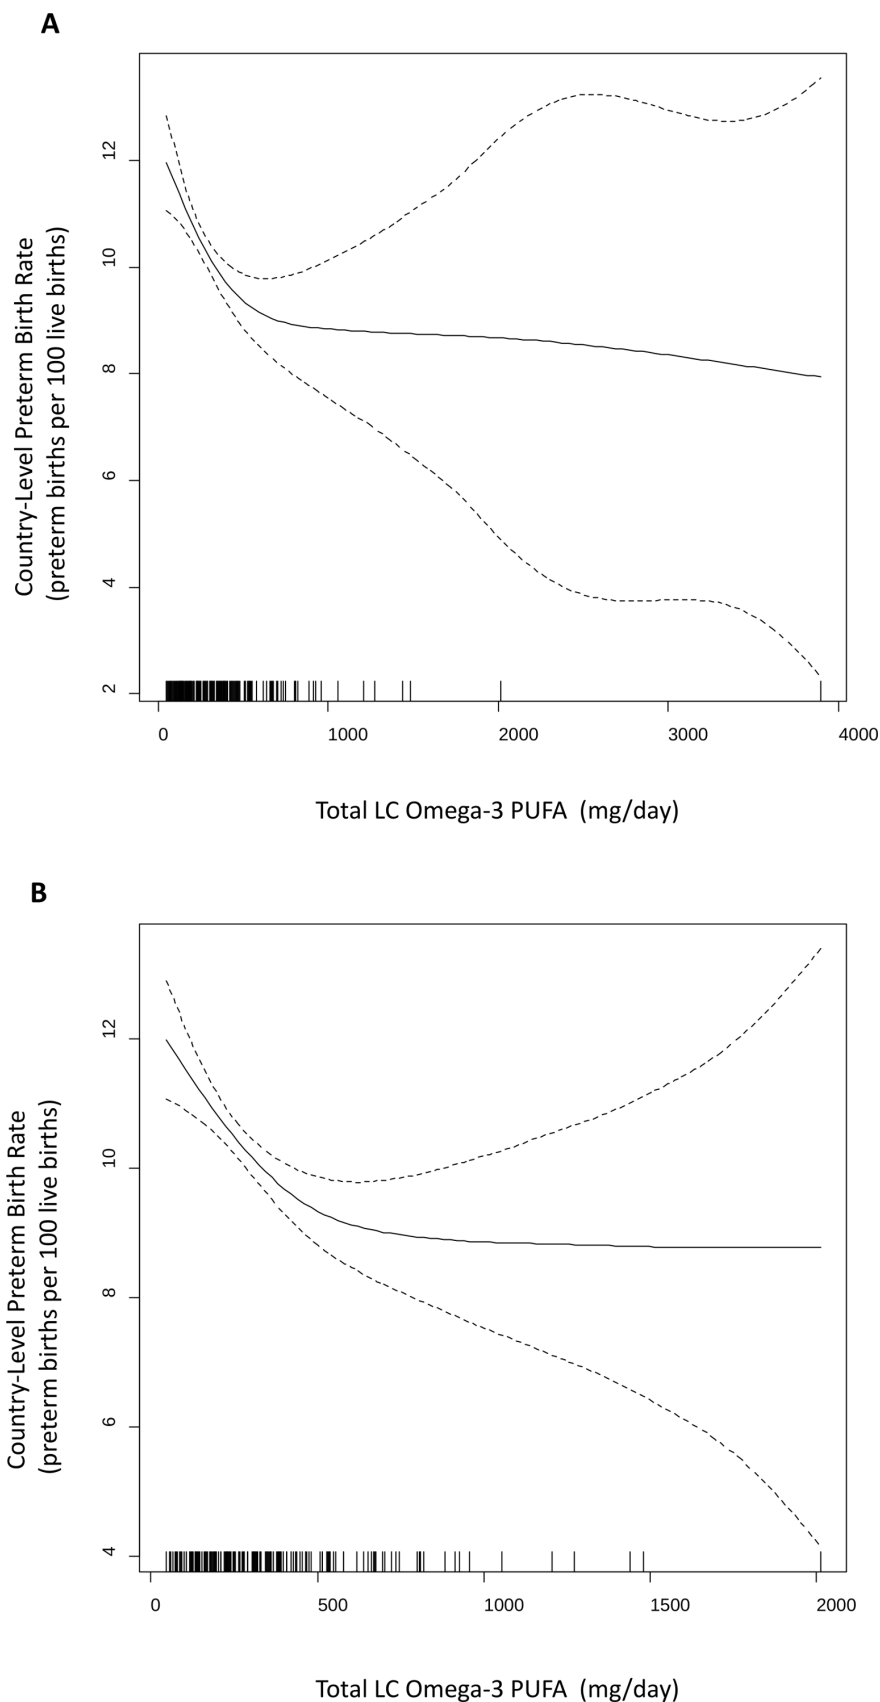 A
Country-Level Preterm Birth Rate
(preterm births per 100 live births)
12
10
8
6
4
2
0 1000 2000 3000 4000
Total LC Omega-3 PUFA (mg/day)
B
Country-Level Preterm Birth Rate
(preterm births per 100 live births)
12
10
8
6
4
0 500 1000 1500 2000
Total LC Omega-3 PUFA (mg/day)